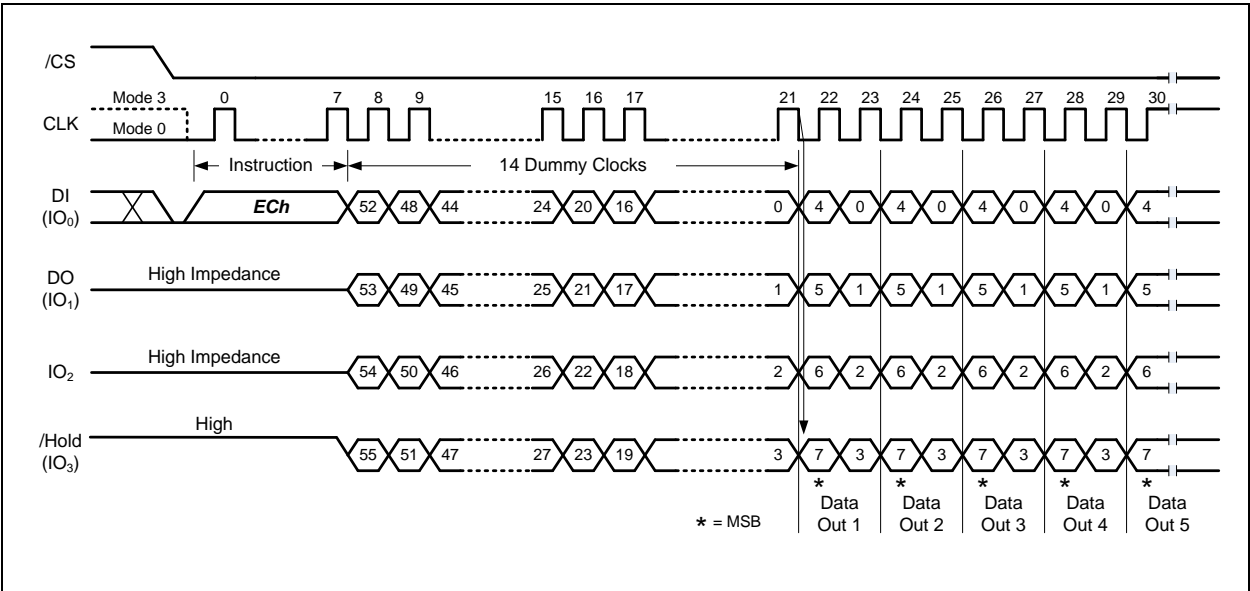 /CS
Mode 3 0 7 8 9 15 16 17 21 22 23 24 25 26 27 28 29 30
CLK
Mode 0
Instruction 14 Dummy Clocks
DI
(IO0) ECh 52 48 44 24 20 16 0 4 0 4 0 4 0 4 0 4
DO
(IO1) High Impedance 53 49 45 25 21 17 1 5 1 5 1 5 1 5 1 5
IO2 High Impedance 54 50 46 26 22 18 2 6 2 6 2 6 2 6 2 6
/Hold
(IO3) High 55 51 47 27 23 19 3 7 3 7 3 7 3 7 3 7
* * * * *
* = MSB
Data Out 1
Data Out 2
Data Out 3
Data Out 4
Data Out 5